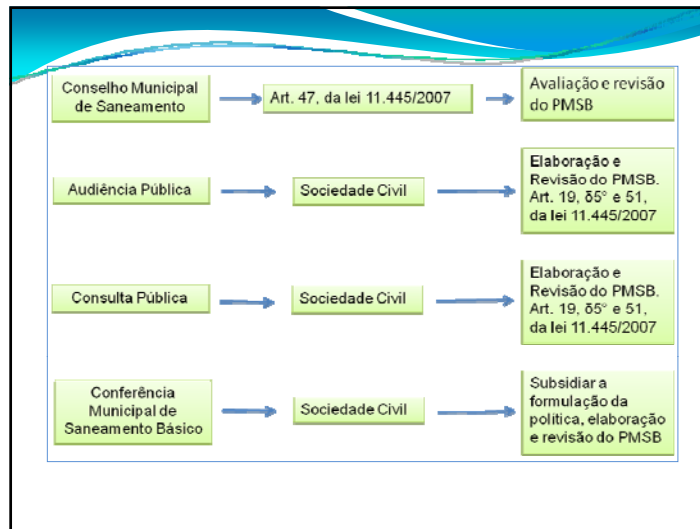 Conselho Municipal
de Saneamento
Art. 47, da lei 11.445/2007
Avaliação e revisão
do PMSB
Audiência Pública
Sociedade Civil
Elaboração e
Revisão do PMSB.
Art. 19, δ5° e 51,
da lei 11.445/2007
Consulta Pública
Sociedade Civil
Elaboração e
Revisão do PMSB.
Art. 19, δ5° e 51,
da lei 11.445/2007
Conferência
Municipal de
Saneamento Básico
Sociedade Civil
Subsidiar a
formulação da
política, elaboração
e revisão do PMSB